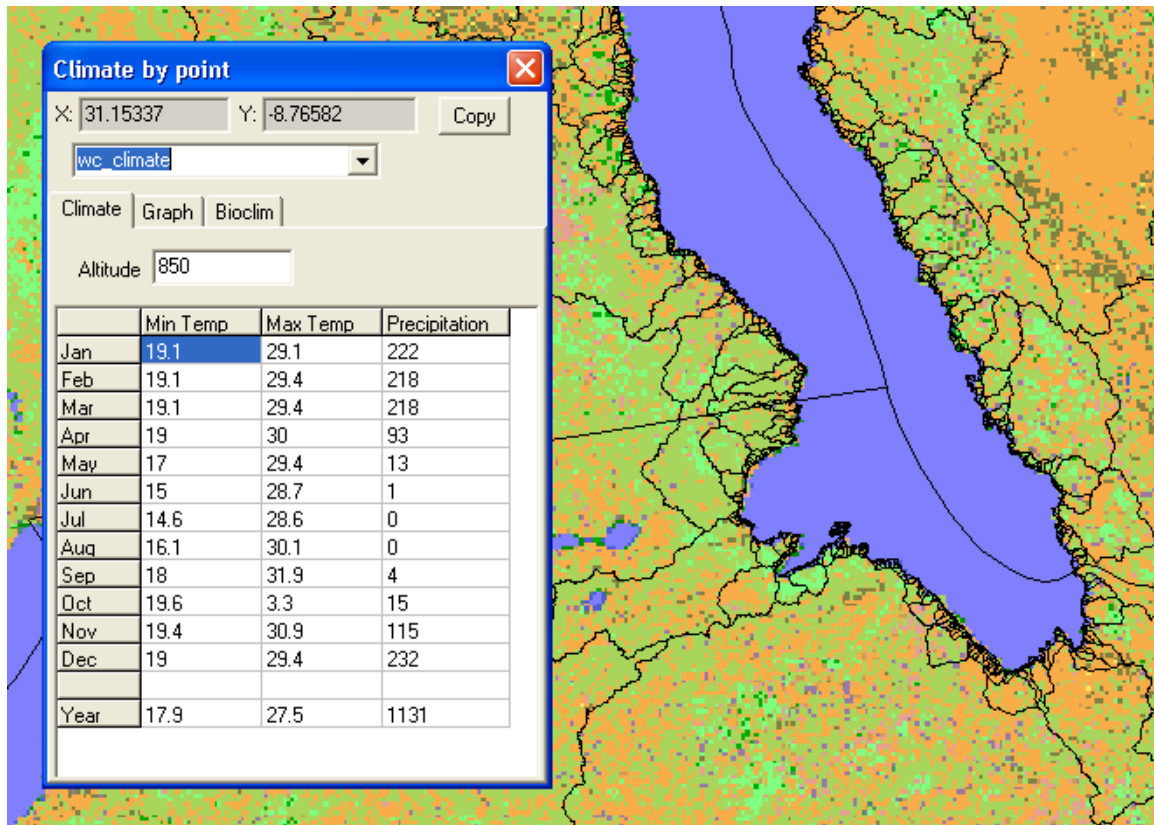 Climate by point
X: 31.15337 Y: -8.76582 Copy
wc_climate
Climate Graph Bioclim
Altitude 850
Min Temp Max Temp Precipitation
Jan 19.1 29.1 222
Feb 19.1 29.4 218
Mar 19.1 29.4 218
Apr 19 30 93
May 17 29.4 13
Jun 15 28.7 1
Jul 14.6 28.6 0
Aug 16.1 30.1 0
Sep 18 31.9 4
Oct 19.6 3.3 15
Nov 19.4 30.9 115
Dec 19 29.4 232
Year 17.9 27.5 1131